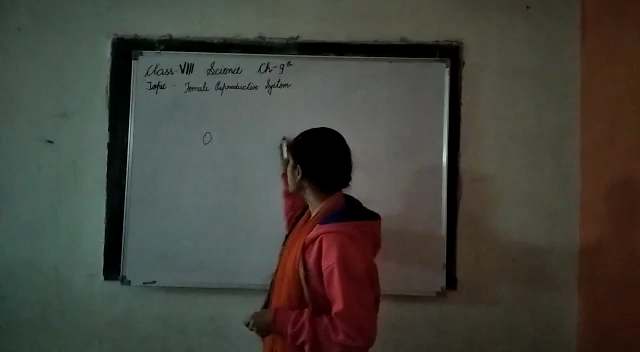 Class VIII Science Ch-9th
Topic - Female Reproductive System